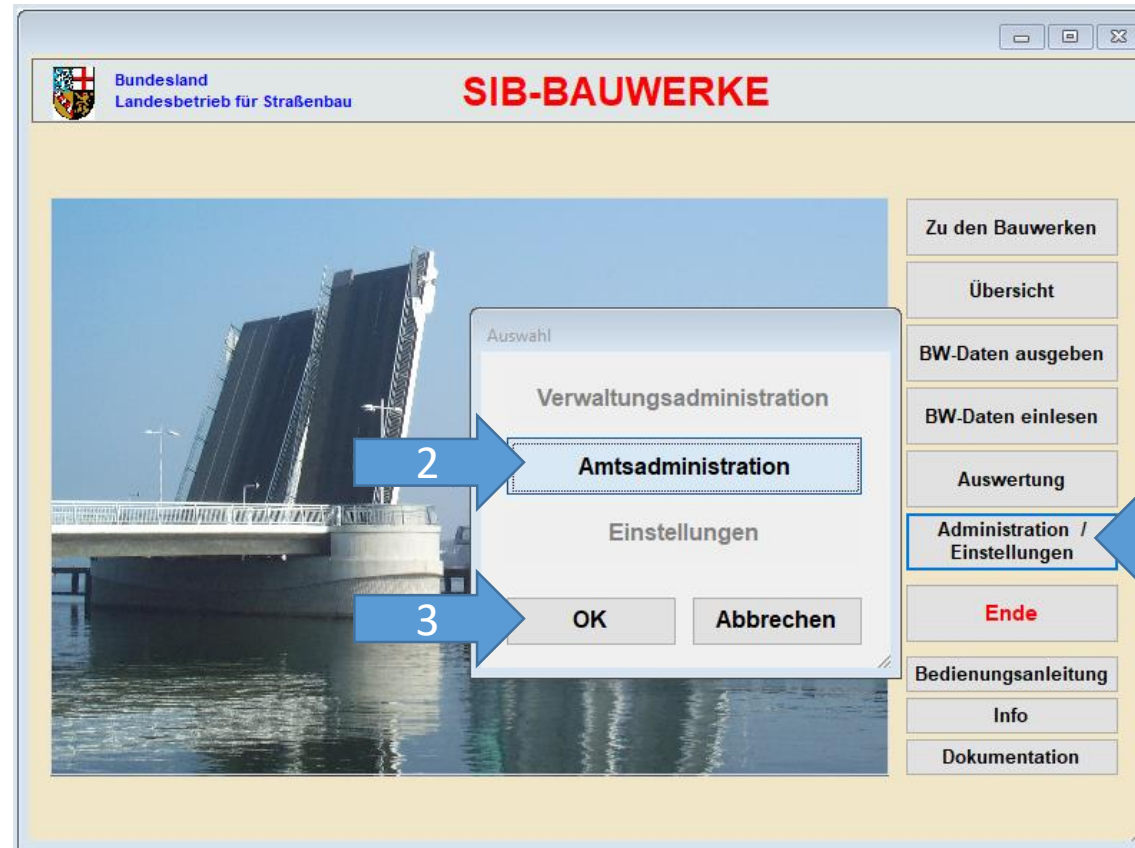 Bundesland
Landesbetrieb für Straßenbau
SIB-BAUWERKE
Zu den Bauwerken
Übersicht
BW-Daten ausgeben
BW-Daten einlesen
Auswertung
Administration /
Einstellungen
Ende
Bedienungsanleitung
Info
Dokumentation
Auswahl
Verwaltungsadministration
2
Amtsadministration
Einstellungen
3
OK
Abbrechen